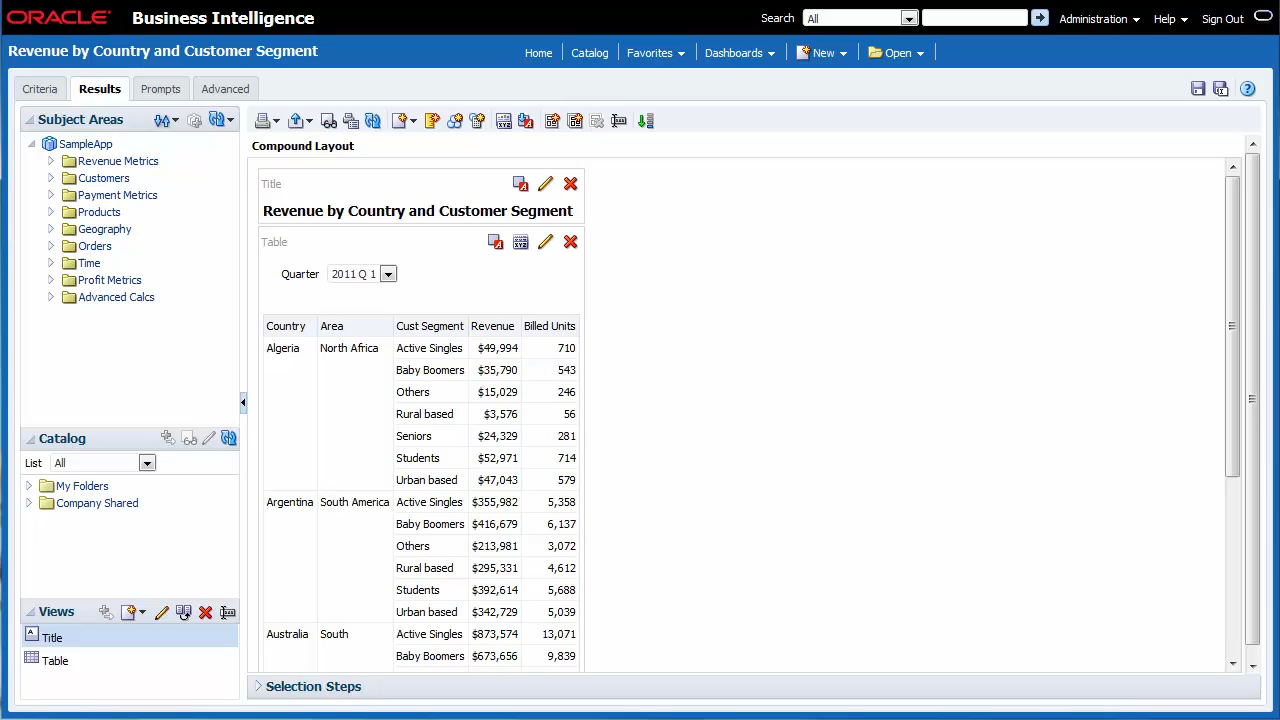 ORACLE Business Intelligence
Search All Administration Help Sign Out
Revenue by Country and Customer Segment
Home Catalog Favorites Dashboards New Open
Criteria Results Prompts Advanced
Subject Areas
SampleApp
Revenue Metrics
Customers
Payment Metrics
Products
Geography
Orders
Time
Profit Metrics
Advanced Calcs
Catalog
List All
My Folders
Company Shared
Views
Title
Table
Compound Layout
Title
Revenue by Country and Customer Segment
Table
Quarter 2011 Q 1
Country Area Cust Segment Revenue Billed Units
Algeria North Africa Active Singles $49,994 710
Baby Boomers $35,790 543
Others $15,029 246
Rural based $3,576 56
Seniors $24,329 281
Students $52,971 714
Urban based $47,043 579
Argentina South America Active Singles $355,982 5,358
Baby Boomers $416,679 6,137
Others $213,981 3,072
Rural based $295,331 4,612
Students $392,614 5,688
Urban based $342,729 5,039
Australia South Active Singles $873,574 13,071
Baby Boomers $673,656 9,839
Selection Steps